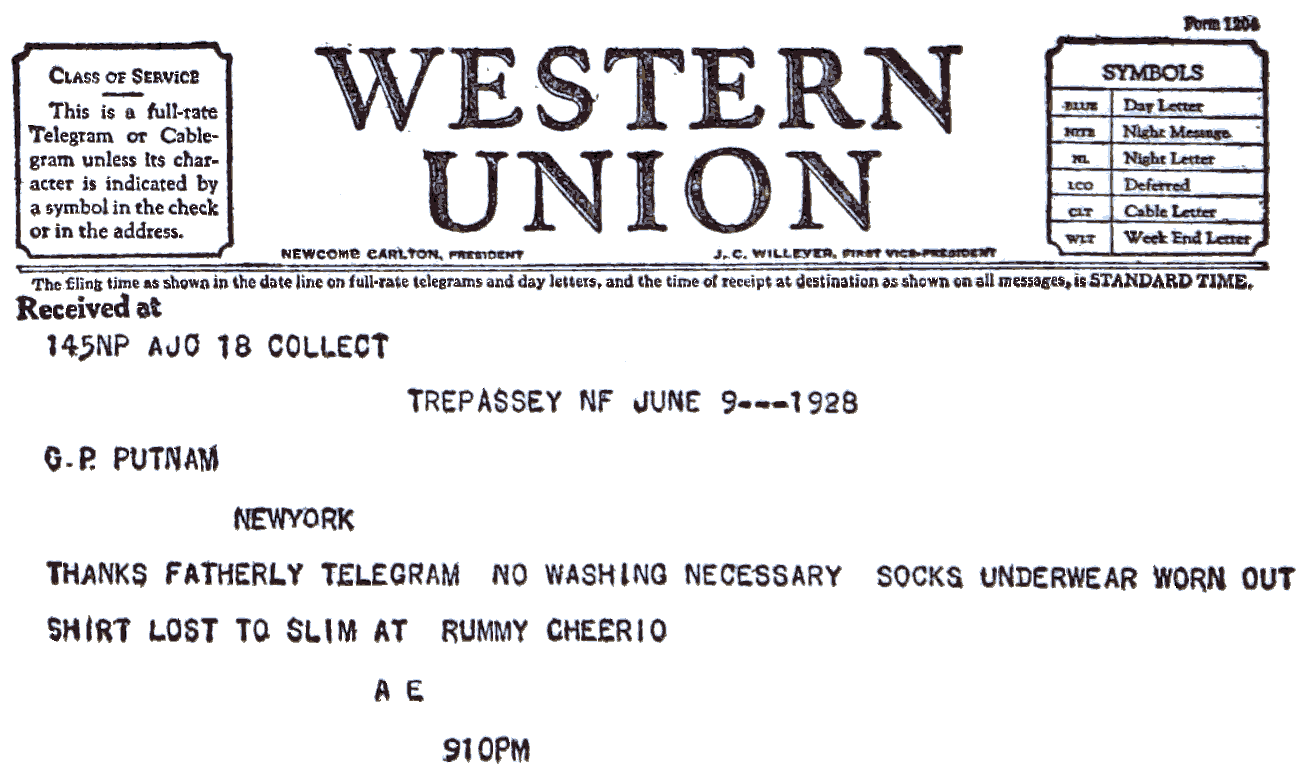 Form 1204
CLASS OF SERVICE
This is a full-rate
Telegram or Cable-
gram unless its char-
acter is indicated by
a symbol in the check
or in the address.
WESTERN
UNION
NEWCOMB CARLTON, PRESIDENT
J. C. WILLEVER, FIRST VICE-PRESIDENT
SYMBOLS
BLUE Day Letter
NITE Night Message
NL Night Letter
LCO Deferred
CLT Cable Letter
WLT Week End Letter
The filing time as shown in the date line on full-rate telegrams and day letters, and the time of receipt at destination as shown on all messages, is STANDARD TIME.
Received at
145NP AJO 18 COLLECT
TREPASSEY NF JUNE 9---1928
G.P. PUTNAM
NEWYORK
THANKS FATHERLY TELEGRAM NO WASHING NECESSARY SOCKS UNDERWEAR WORN OUT
SHIRT LOST TO SLIM AT RUMMY CHEERIO
A E
910PM